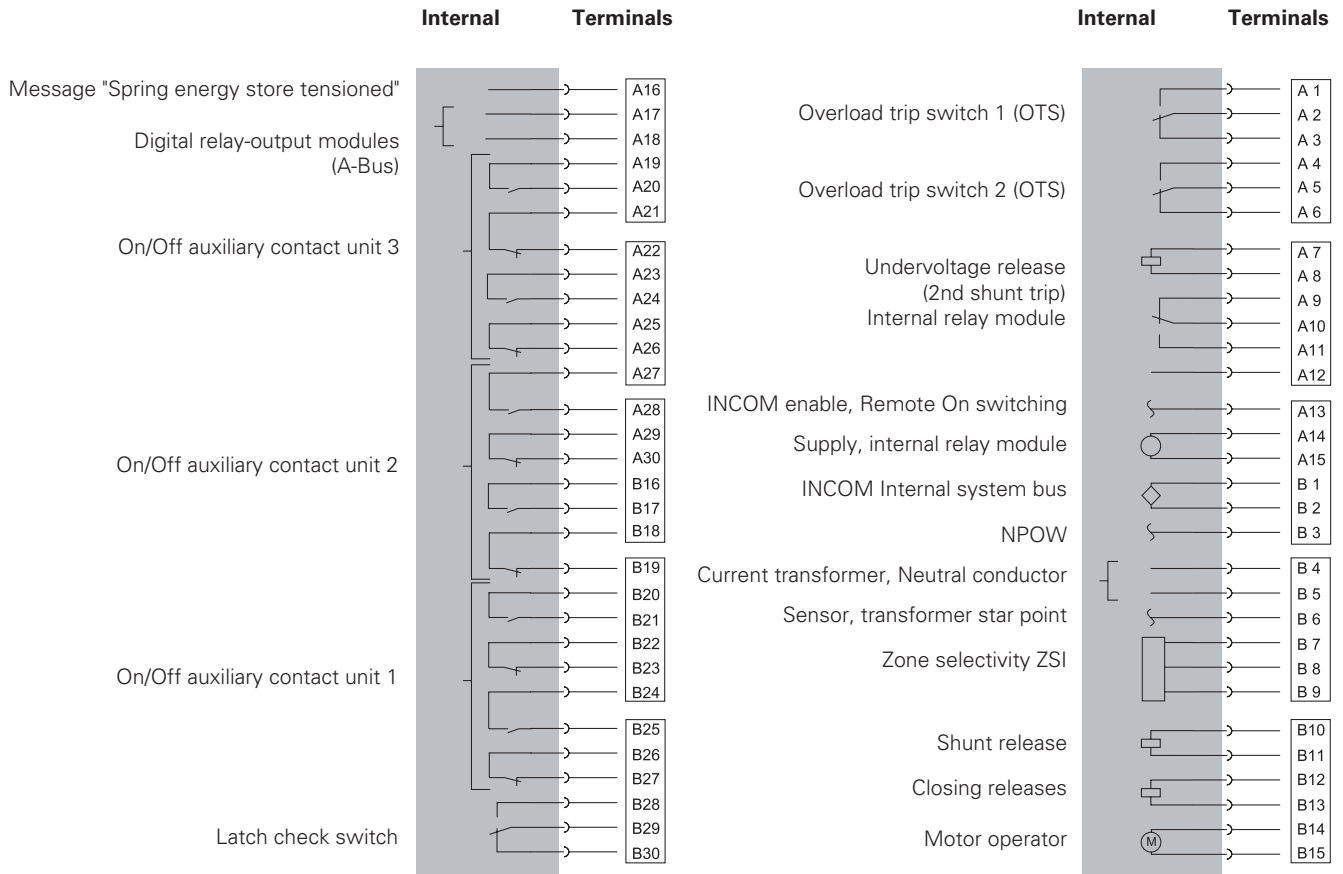 Internal Terminals
Message "Spring energy store tensioned"
Digital relay-output modules
(A-Bus)
On/Off auxiliary contact unit 3
On/Off auxiliary contact unit 2
On/Off auxiliary contact unit 1
Latch check switch
A16
A17
A18
A19
A20
A21
A22
A23
A24
A25
A26
A27
A28
A29
A30
B16
B17
B18
B19
B20
B21
B22
B23
B24
B25
B26
B27
B28
B29
B30
Internal Terminals
Overload trip switch 1 (OTS)
Overload trip switch 2 (OTS)
Undervoltage release
(2nd shunt trip)
Internal relay module
INCOM enable, Remote On switching
Supply, internal relay module
INCOM Internal system bus
NPOW
Current transformer, Neutral conductor
Sensor, transformer star point
Zone selectivity ZSI
Shunt release
Closing releases
Motor operator
M
A 1
A 2
A 3
A 4
A 5
A 6
A 7
A 8
A 9
A10
A11
A12
A13
A14
A15
B 1
B 2
B 3
B 4
B 5
B 6
B 7
B 8
B 9
B10
B11
B12
B13
B14
B15